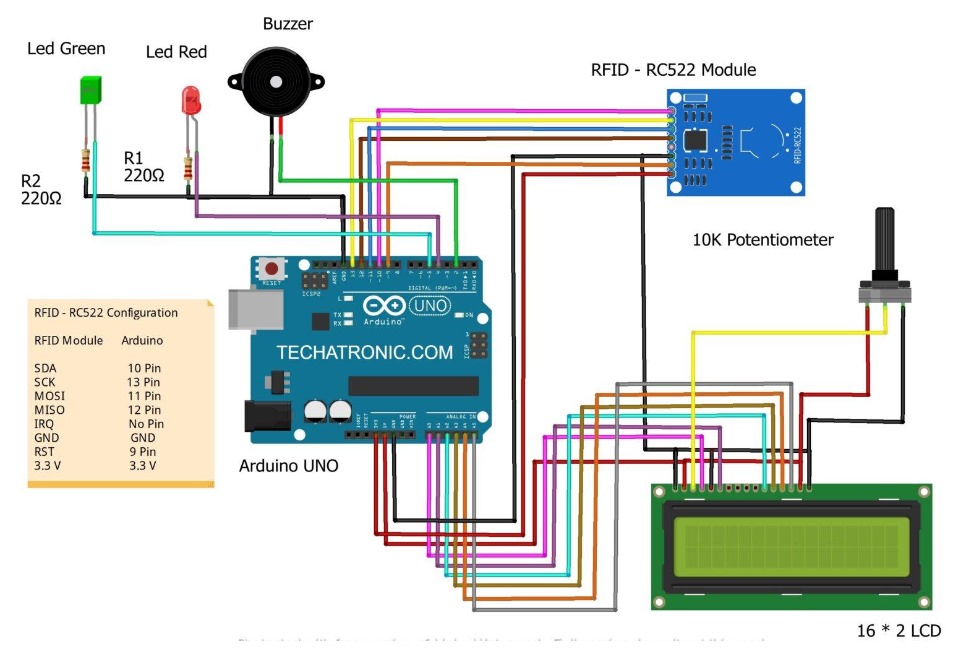 Buzzer
Led Green
Led Red
RFID - RC522 Module
RFID-RC522
R1
220Ω
R2
220Ω
10K Potentiometer
RESET
ICSP2
AREF
GND
DIGITAL (PWM~)
L
TX
RX
UNO
ON
Arduino
ICSP
TECHATRONIC.COM
POWER
ANALOG IN
Arduino UNO
RFID - RC522 Configuration
RFID Module Arduino
SDA 10 Pin
SCK 13 Pin
MOSI 11 Pin
MISO 12 Pin
IRQ No Pin
GND GND
RST 9 Pin
3.3 V 3.3 V
16 * 2 LCD